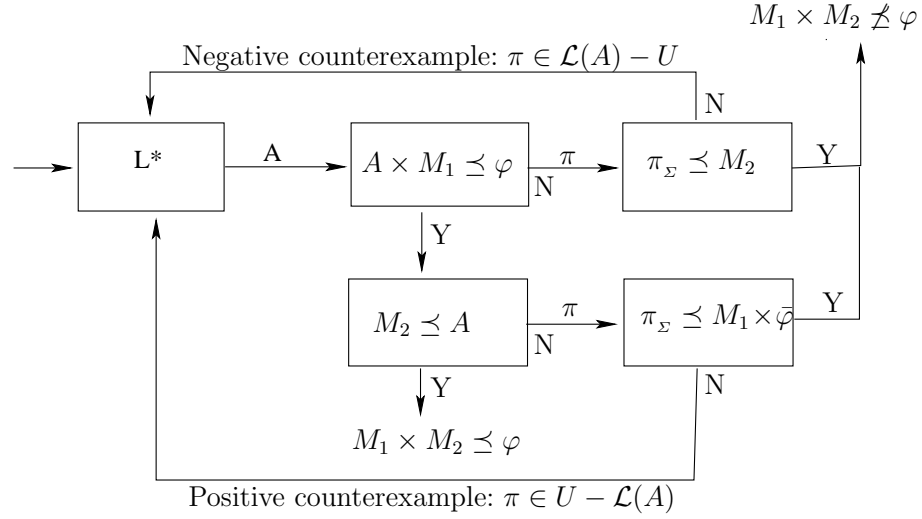 M₁ × M₂ ⋠ φ
Negative counterexample: π ∈ 𝓛(A) − U
N
L*
A
A × M₁ ⪯ φ
π
N
π_Σ ⪯ M₂
Y
Y
M₂ ⪯ A
π
N
π_Σ ⪯ M₁ × φ̄
Y
Y
N
M₁ × M₂ ⪯ φ
Positive counterexample: π ∈ U − 𝓛(A)